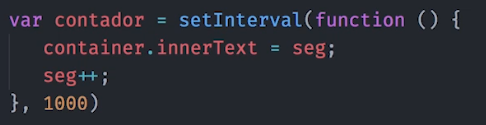 var contador = setInterval(function () {
container.innerText = seg;
seg++;
}, 1000)